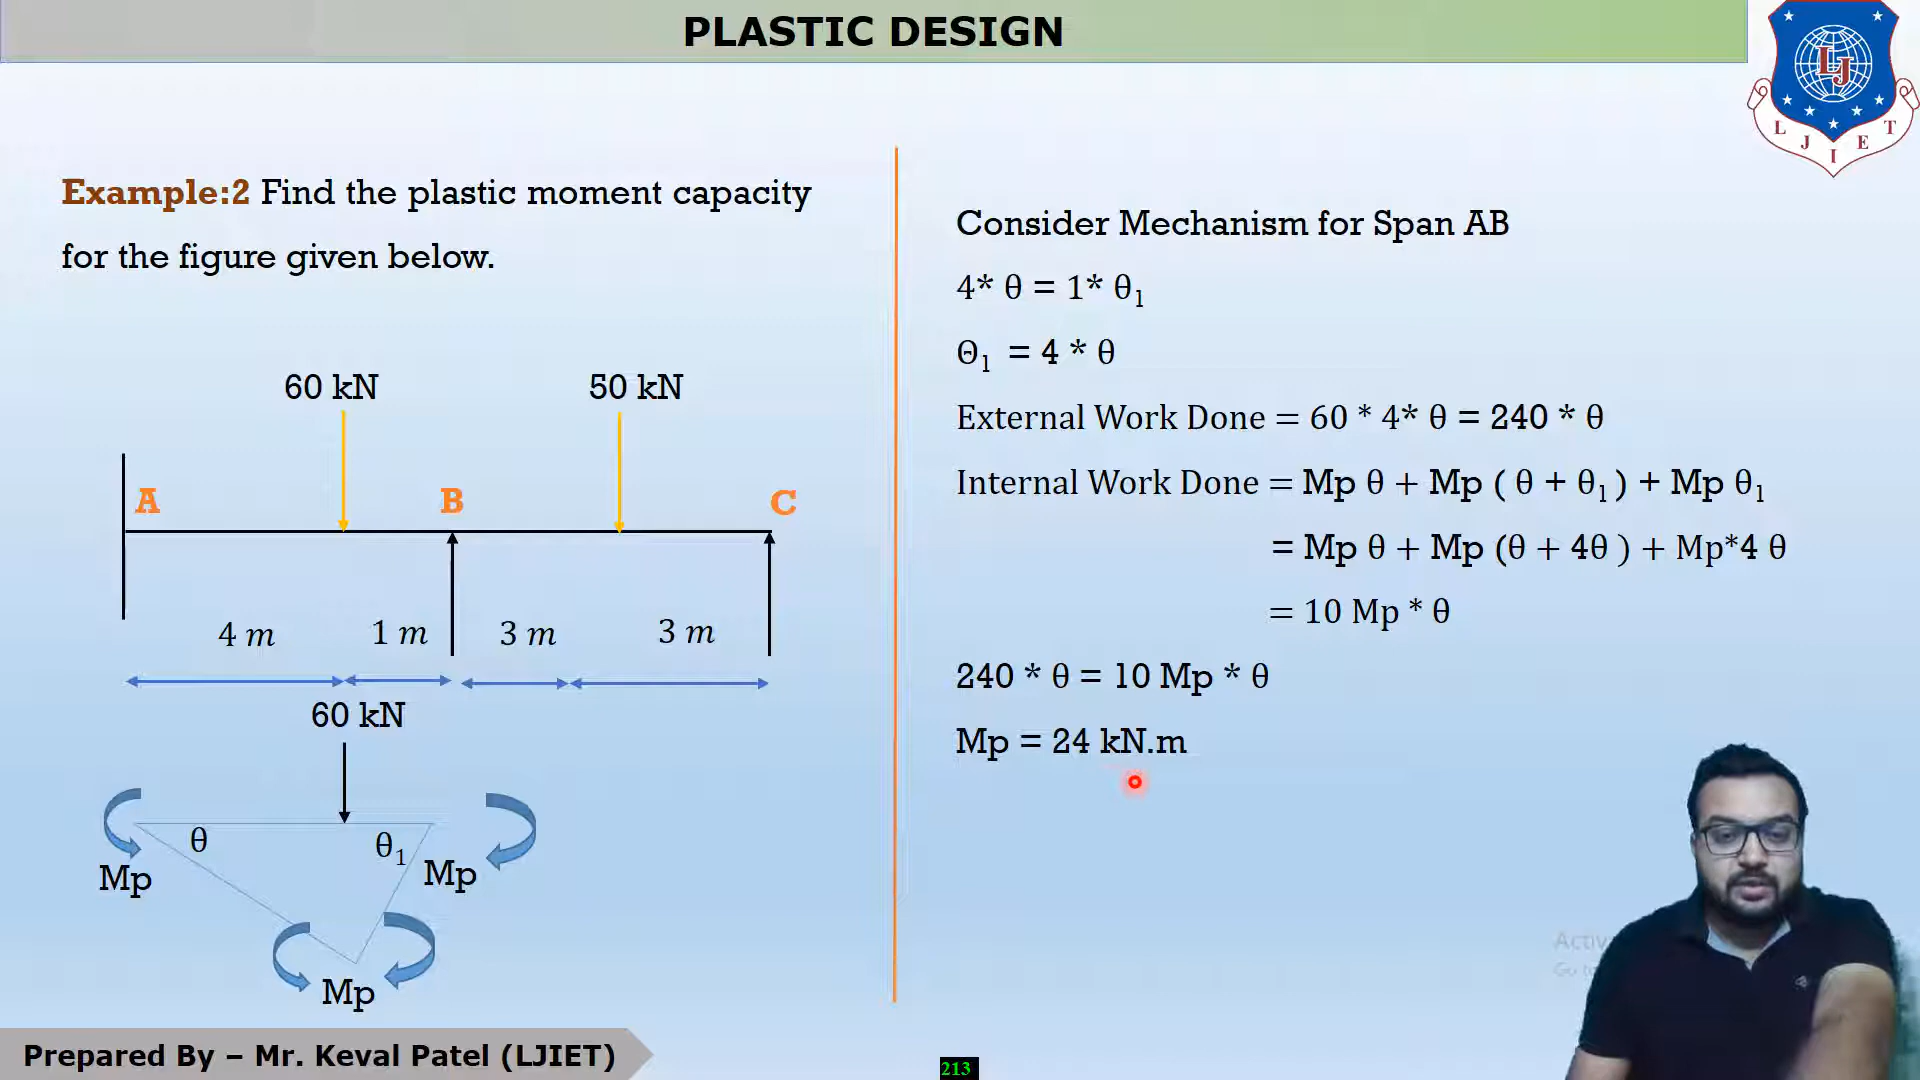 PLASTIC DESIGN
LJ
L J I E T
Example:2 Find the plastic moment capacity
for the figure given below.
60 kN
50 kN
A
B
C
4 m
1 m
3 m
3 m
60 kN
θ
θ₁
Mp
Mp
Mp
Consider Mechanism for Span AB
4* θ = 1* θ₁
Θ₁ = 4 * θ
External Work Done = 60 * 4* θ = 240 * θ
Internal Work Done = Mp θ + Mp ( θ + θ₁ ) + Mp θ₁
= Mp θ + Mp (θ + 4θ ) + Mp*4 θ
= 10 Mp * θ
240 * θ = 10 Mp * θ
Mp = 24 kN.m
Prepared By – Mr. Keval Patel (LJIET)
213